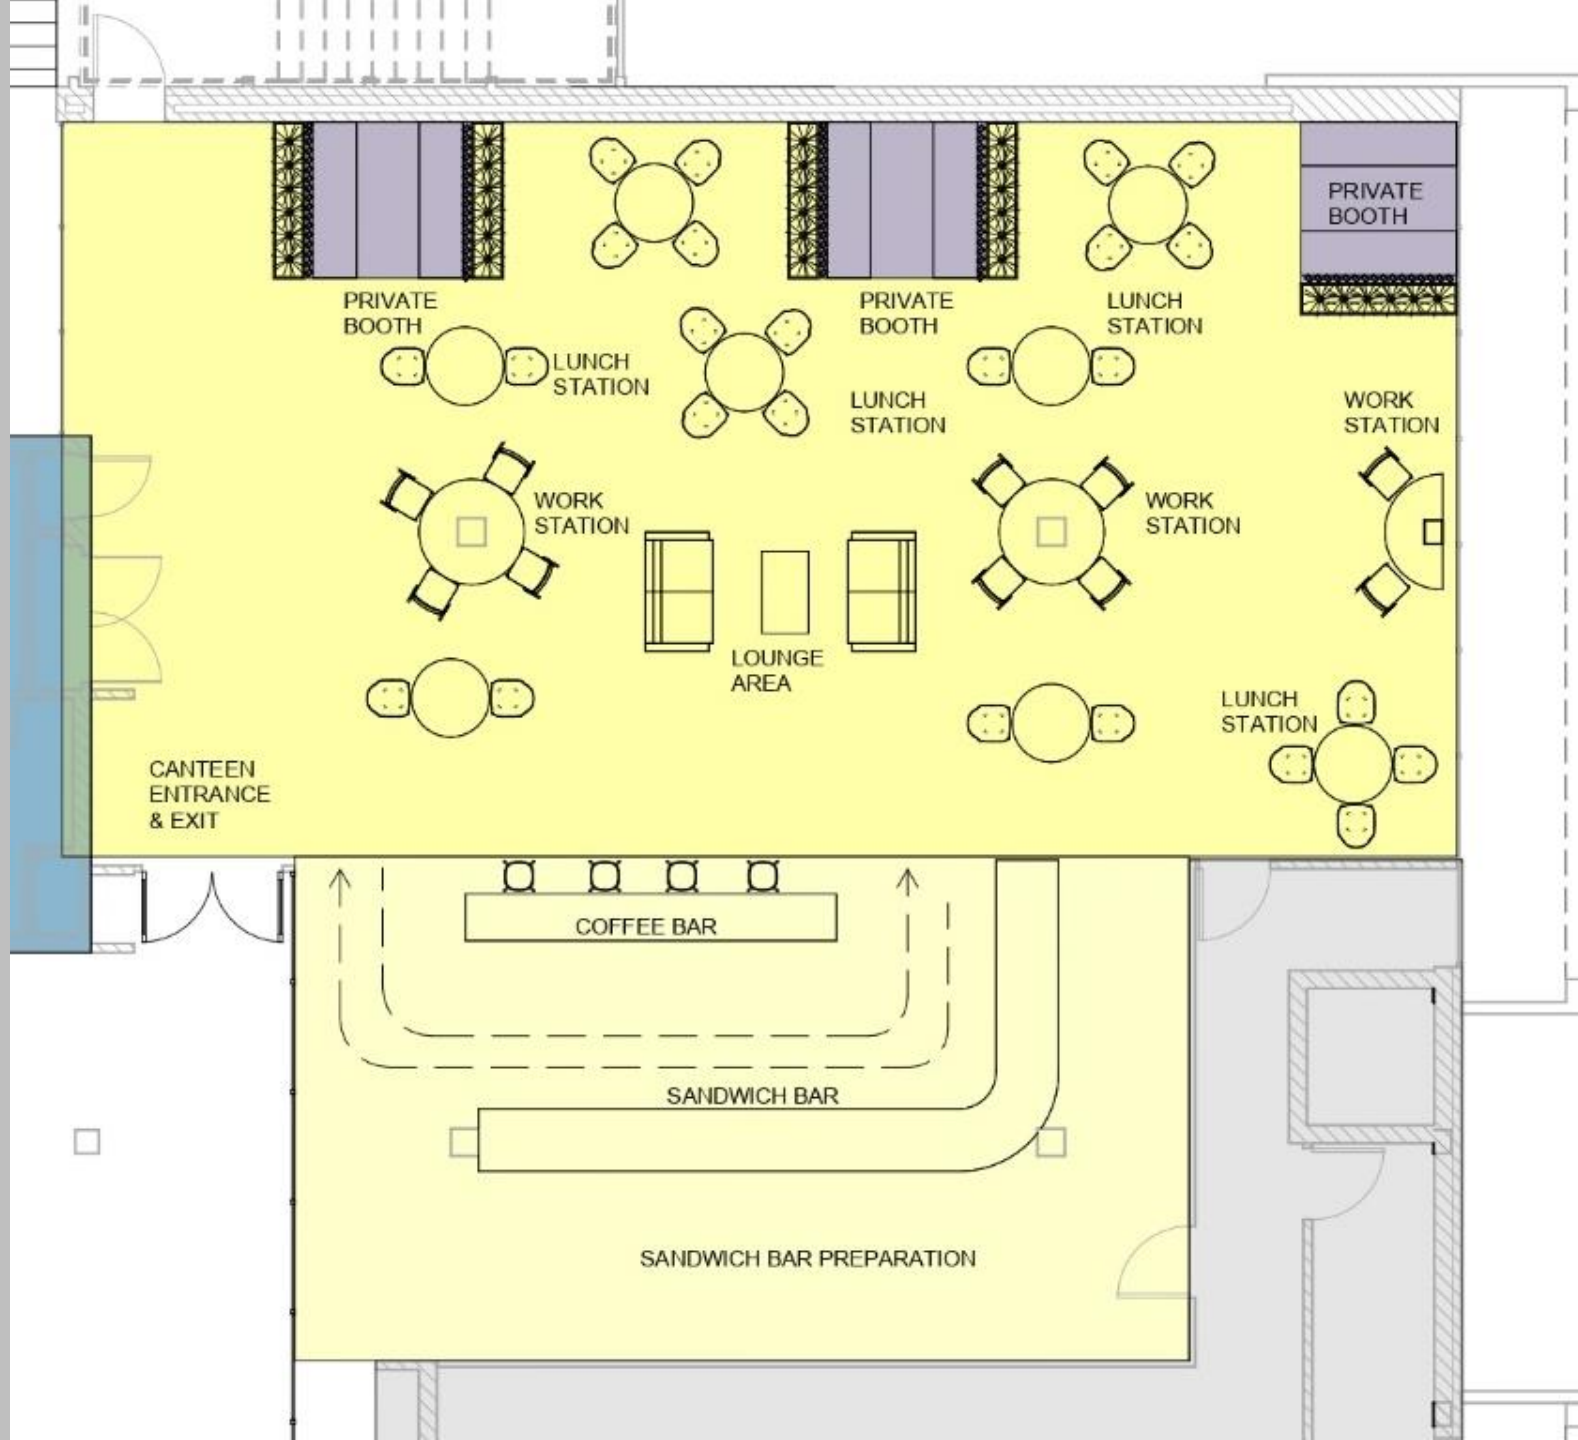 PRIVATE
BOOTH
PRIVATE
BOOTH
PRIVATE
BOOTH
LUNCH
STATION
LUNCH
STATION
LUNCH
STATION
WORK
STATION
WORK
STATION
WORK
STATION
LOUNGE
AREA
LUNCH
STATION
CANTEEN
ENTRANCE
& EXIT
COFFEE BAR
SANDWICH BAR
SANDWICH BAR PREPARATION